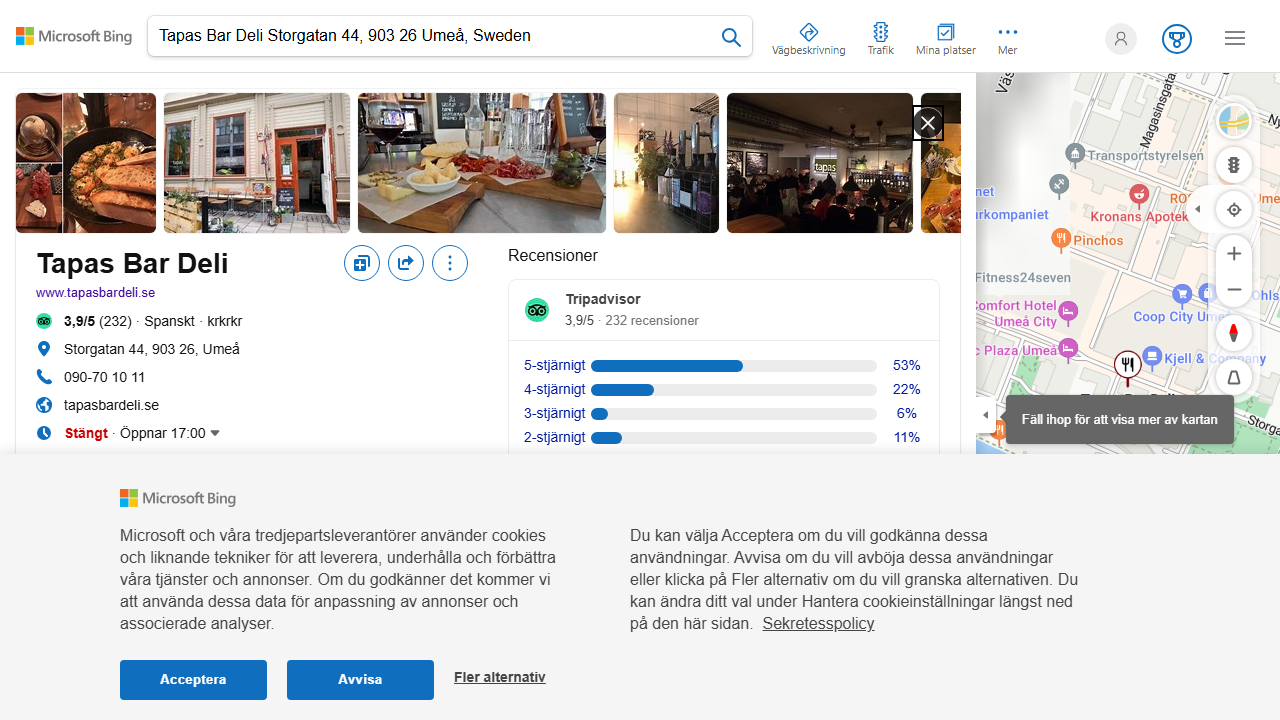 Microsoft Bing
Tapas Bar Deli Storgatan 44, 903 26 Umeå, Sweden
Vägbeskrivning
Trafik
Mina platser
Mer
tapas
Tapas Bar Deli
www.tapasbardeli.se
3,9/5 (232) · Spanskt · krkrkr
Storgatan 44, 903 26, Umeå
090-70 10 11
tapasbardeli.se
Stängt · Öppnar 17:00
Recensioner
Tripadvisor
3,9/5 · 232 recensioner
5-stjärnigt 53%
4-stjärnigt 22%
3-stjärnigt 6%
2-stjärnigt 11%
Magasinsgata
Transportstyrelsen
net
urkompaniet
Kronans Apotek
Pinchos
Fitness24seven
Comfort Hotel
Umeå City
Coop City Ume
Ohls
c Plaza Umeå
Kjell & Company
Storga
Fäll ihop för att visa mer av kartan
Microsoft Bing
Microsoft och våra tredjepartsleverantörer använder cookies
och liknande tekniker för att leverera, underhålla och förbättra
våra tjänster och annonser. Om du godkänner det kommer vi
att använda dessa data för anpassning av annonser och
associerade analyser.
Du kan välja Acceptera om du vill godkänna dessa
användningar. Avvisa om du vill avböja dessa användningar
eller klicka på Fler alternativ om du vill granska alternativen. Du
kan ändra ditt val under Hantera cookieinställningar längst ned
på den här sidan. Sekretesspolicy
Acceptera
Avvisa
Fler alternativ